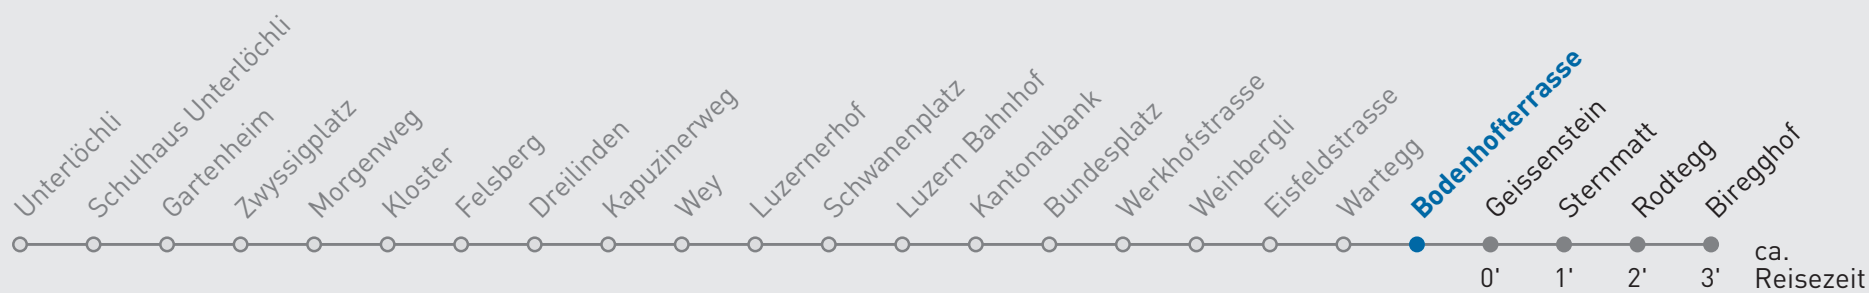 Unterlöchli
Schulhaus Unterlöchli
Gartenheim
Zwyssigplatz
Morgenweg
Kloster
Felsberg
Dreilinden
Kapuzinerweg
Wey
Luzernerhof
Schwanenplatz
Luzern Bahnhof
Kantonalbank
Bundesplatz
Werkhofstrasse
Weinbergli
Eisfeldstrasse
Wartegg
Bodenhofterrasse
Geissenstein
Sternmatt
Rodtegg
Biregghof
0' 1' 2' 3'
ca.
Reisezeit